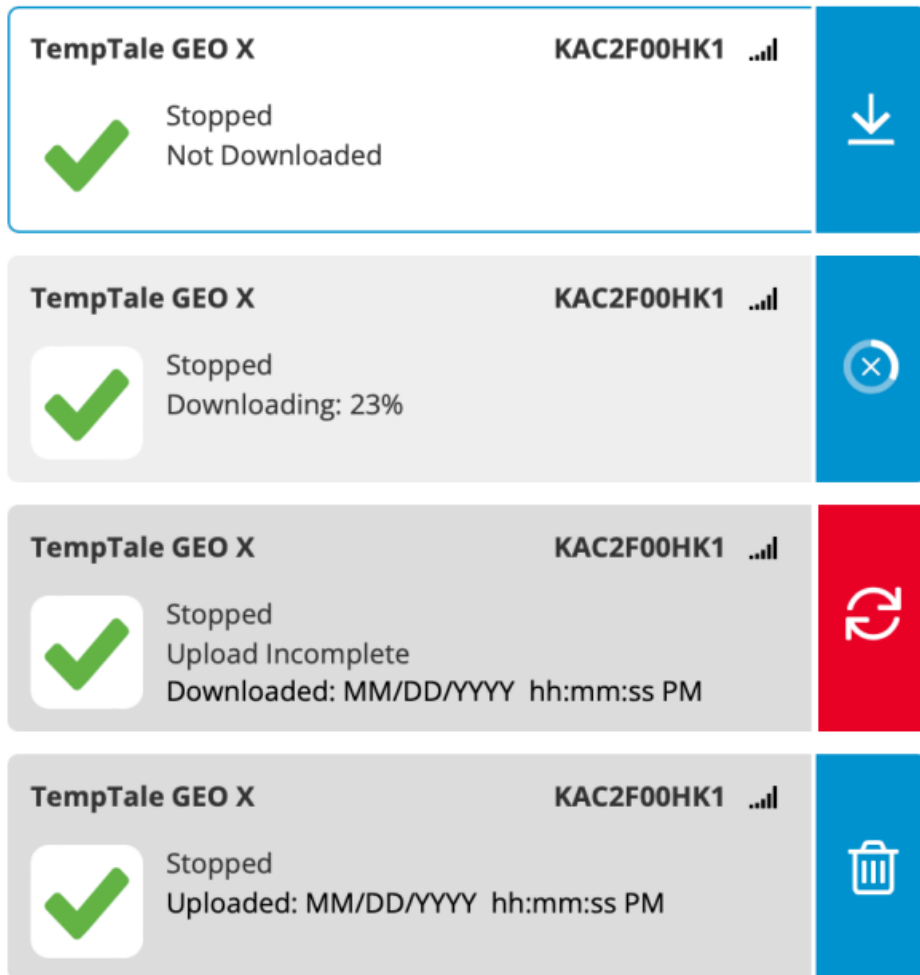 TempTale GEO X KAC2F00HK1
Stopped
Not Downloaded
TempTale GEO X KAC2F00HK1
Stopped
Downloading: 23%
TempTale GEO X KAC2F00HK1
Stopped
Upload Incomplete
Downloaded: MM/DD/YYYY hh:mm:ss PM
TempTale GEO X KAC2F00HK1
Stopped
Uploaded: MM/DD/YYYY hh:mm:ss PM